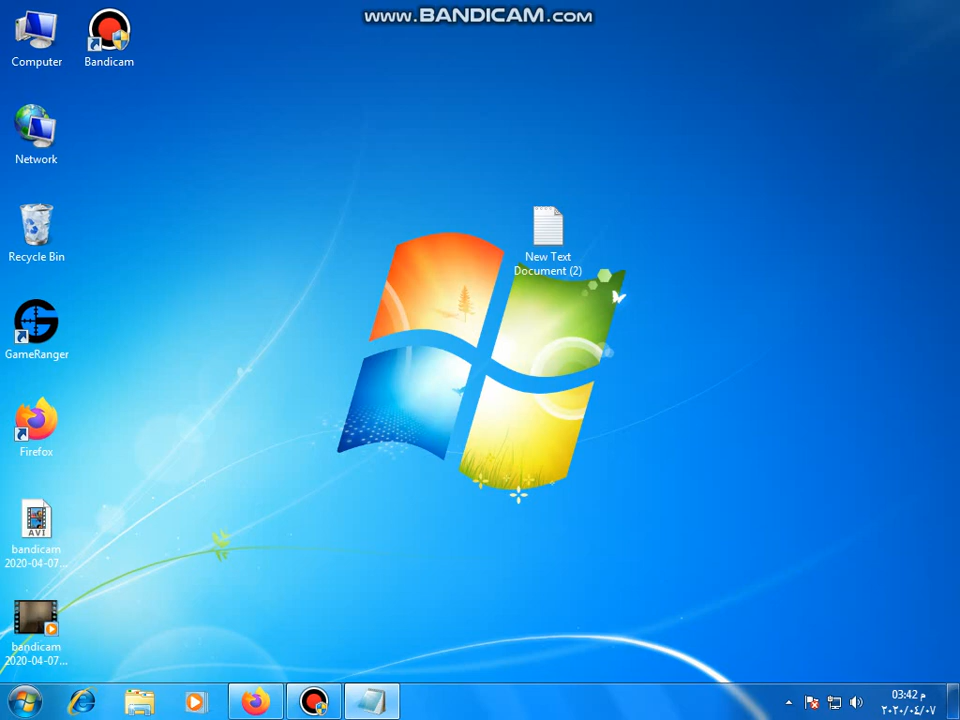 www.BANDICAM.com
Computer
Bandicam
Network
Recycle Bin
GameRanger
Firefox
AVI
bandicam
2020-04-07...
bandicam
2020-04-07...
New Text
Document (2)
03:42 م
٢٠٢٠/٠٤/٠٧